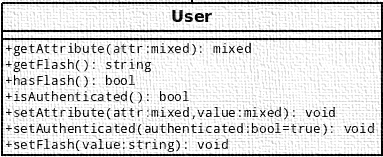 User
+getAttribute(attr:mixed): mixed
+getFlash(): string
+hasFlash(): bool
+isAuthenticated(): bool
+setAttribute(attr:mixed,value:mixed): void
+setAuthenticated(authenticated:bool=true): void
+setFlash(value:string): void